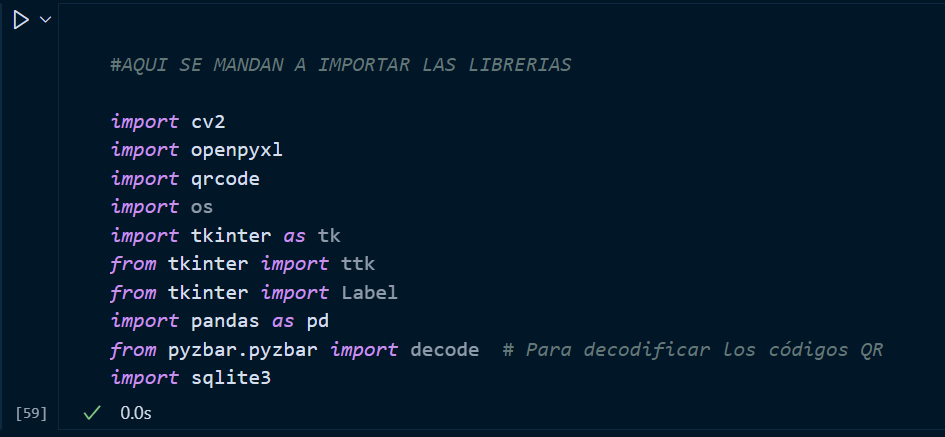 #AQUI SE MANDAN A IMPORTAR LAS LIBRERIAS
import cv2
import openpyxl
import qrcode
import os
import tkinter as tk
from tkinter import ttk
from tkinter import Label
import pandas as pd
from pyzbar.pyzbar import decode  # Para decodificar los códigos QR
import sqlite3
[59] 0.0s